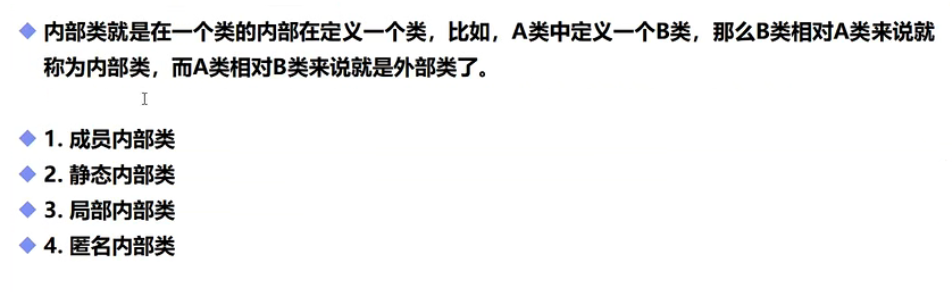 内部类就是在一个类的内部在定义一个类，比如，A类中定义一个B类，那么B类相对A类来说就
称为内部类，而A类相对B类来说就是外部类了。
1. 成员内部类
2. 静态内部类
3. 局部内部类
4. 匿名内部类